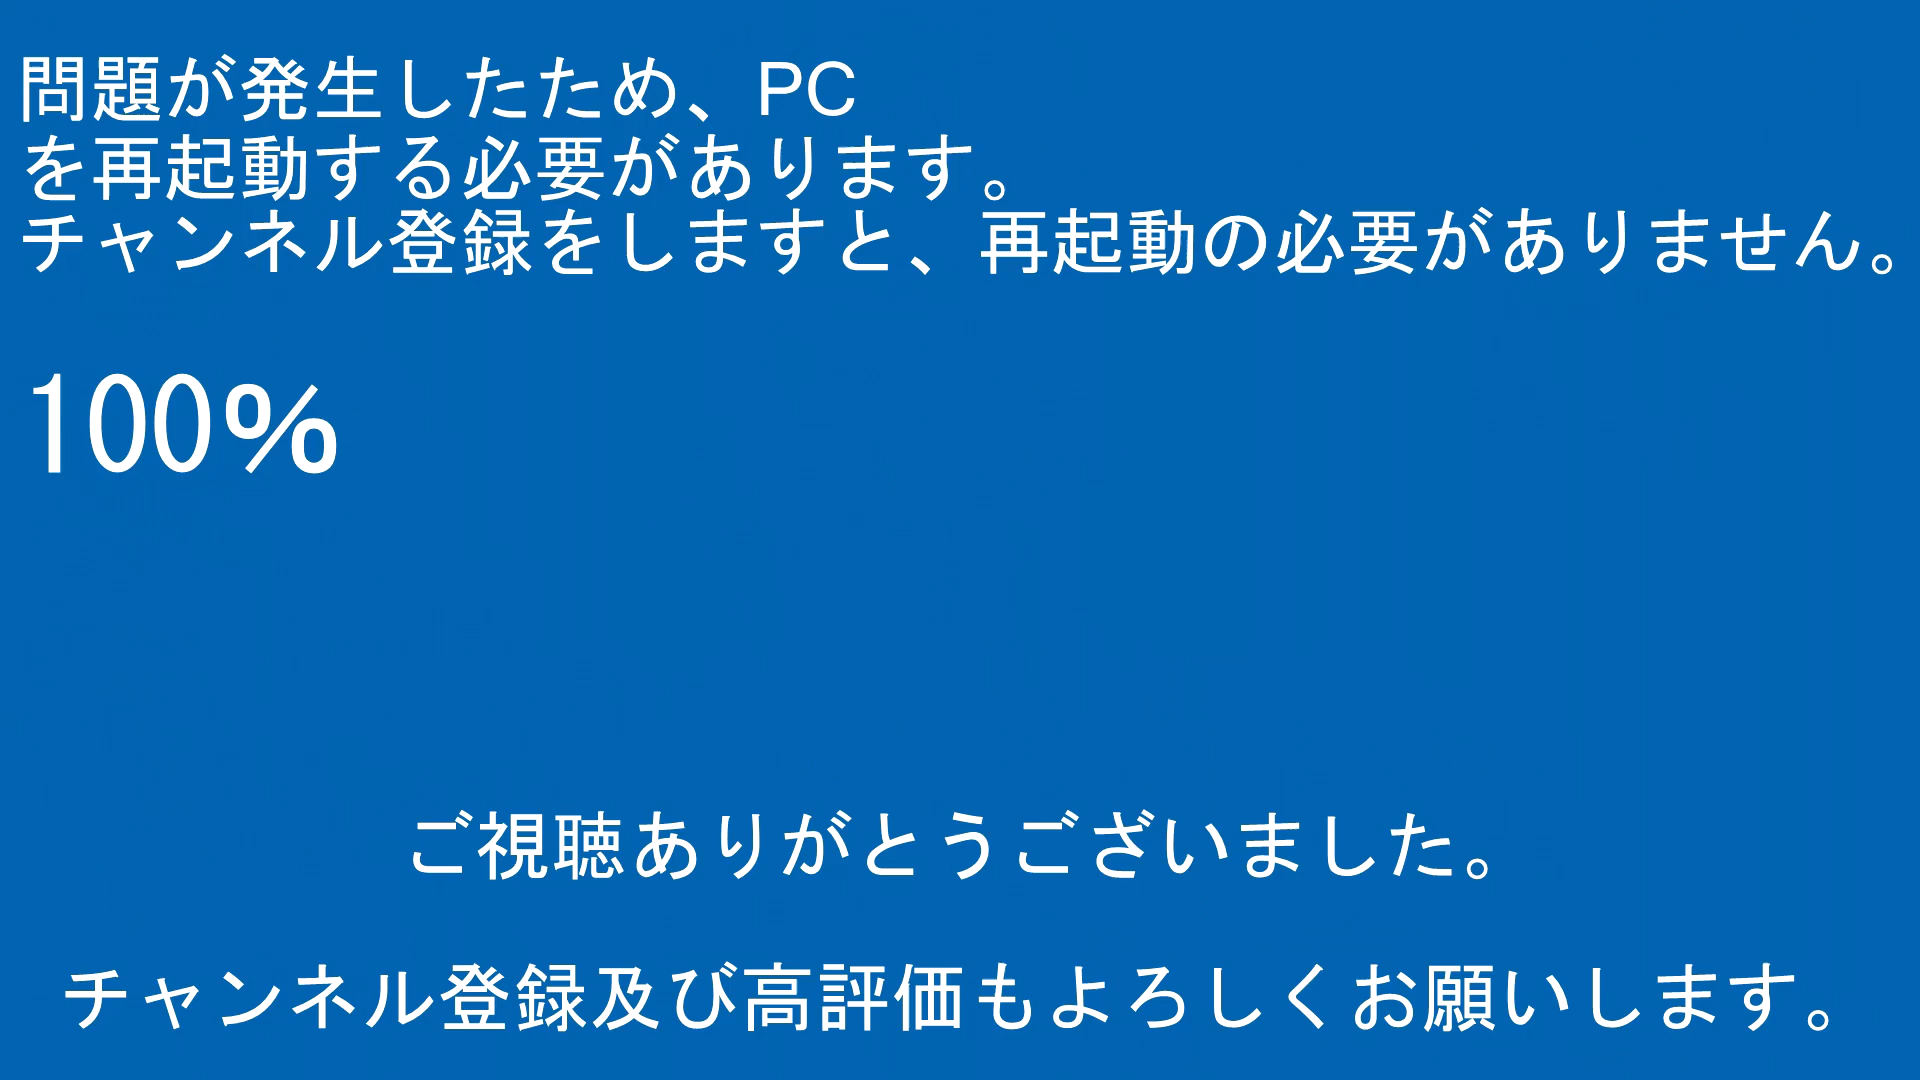 問題が発生したため、PC
を再起動する必要があります。
チャンネル登録をしますと、再起動の必要がありません。
100%
ご視聴ありがとうございました。
チャンネル登録及び高評価もよろしくお願いします。